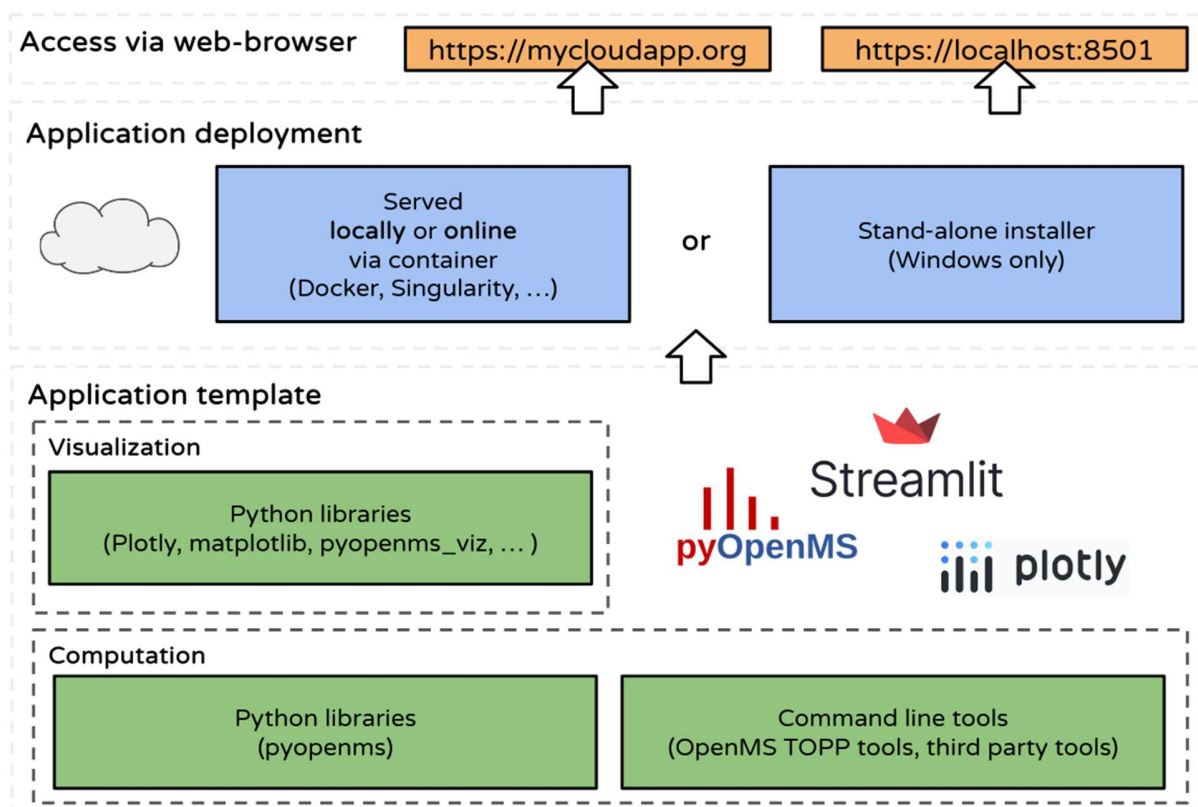 Access via web-browser
https://mycloudapp.org
https://localhost:8501
Application deployment
Served
locally or online
via container
(Docker, Singularity, …)
or
Stand-alone installer
(Windows only)
Application template
Visualization
Python libraries
(Plotly, matplotlib, pyopenms_viz, … )
Streamlit
pyOpenMS
plotly
Computation
Python libraries
(pyopenms)
Command line tools
(OpenMS TOPP tools, third party tools)